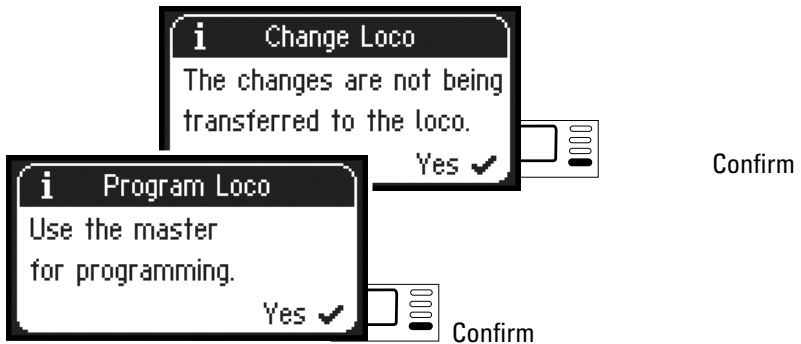 i Change Loco
The changes are not being
transferred to the loco.
Yes ✔
Confirm
i Program Loco
Use the master
for programming.
Yes ✔
Confirm